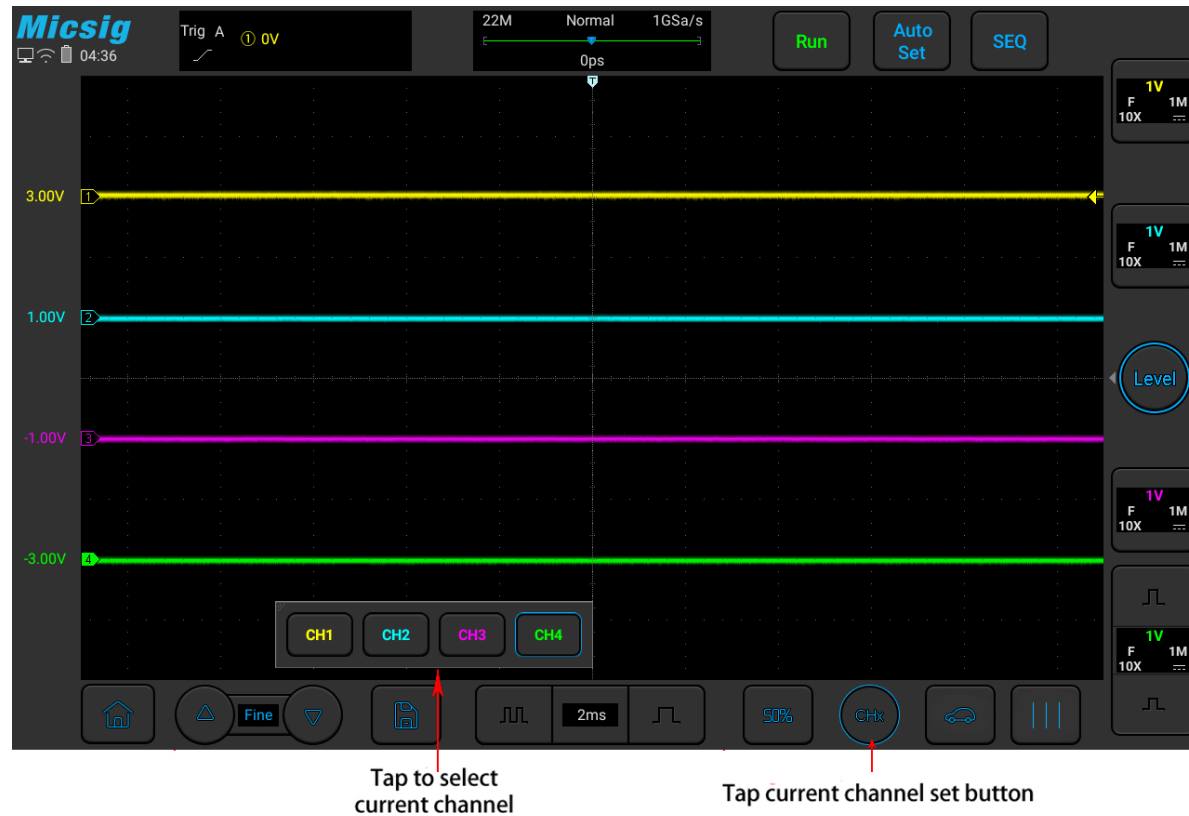 Micsig
04:36
Trig A ① 0V
22M Normal 1GSa/s
0ps
Run
Auto
Set
SEQ
T
1V
F 1M
10X
3.00V 1
1V
F 1M
10X
1.00V 2
Level
-1.00V 3
1V
F 1M
10X
-3.00V 4
CH1 CH2 CH3 CH4
1V
F 1M
10X
Fine
2ms
50%
CHx
Tap to select
current channel
Tap current channel set button